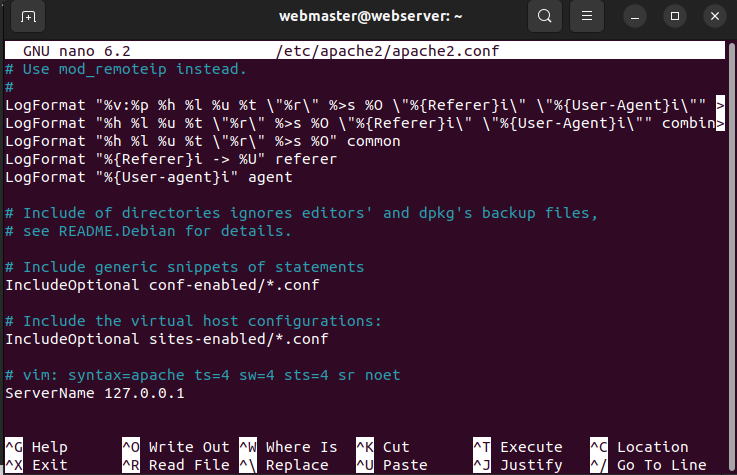 webmaster@webserver: ~
GNU nano 6.2 /etc/apache2/apache2.conf
# Use mod_remoteip instead.
#
LogFormat "%v:%p %h %l %u %t \"%r\" %>s %O \"%{Referer}i\" \"%{User-Agent}i\"" >
LogFormat "%h %l %u %t \"%r\" %>s %O \"%{Referer}i\" \"%{User-Agent}i\"" combin>
LogFormat "%h %l %u %t \"%r\" %>s %O" common
LogFormat "%{Referer}i -> %U" referer
LogFormat "%{User-agent}i" agent
# Include of directories ignores editors' and dpkg's backup files,
# see README.Debian for details.
# Include generic snippets of statements
IncludeOptional conf-enabled/*.conf
# Include the virtual host configurations:
IncludeOptional sites-enabled/*.conf
# vim: syntax=apache ts=4 sw=4 sts=4 sr noet
ServerName 127.0.0.1
^G Help ^O Write Out ^W Where Is ^K Cut ^T Execute ^C Location
^X Exit ^R Read File ^\ Replace ^U Paste ^J Justify ^/ Go To Line